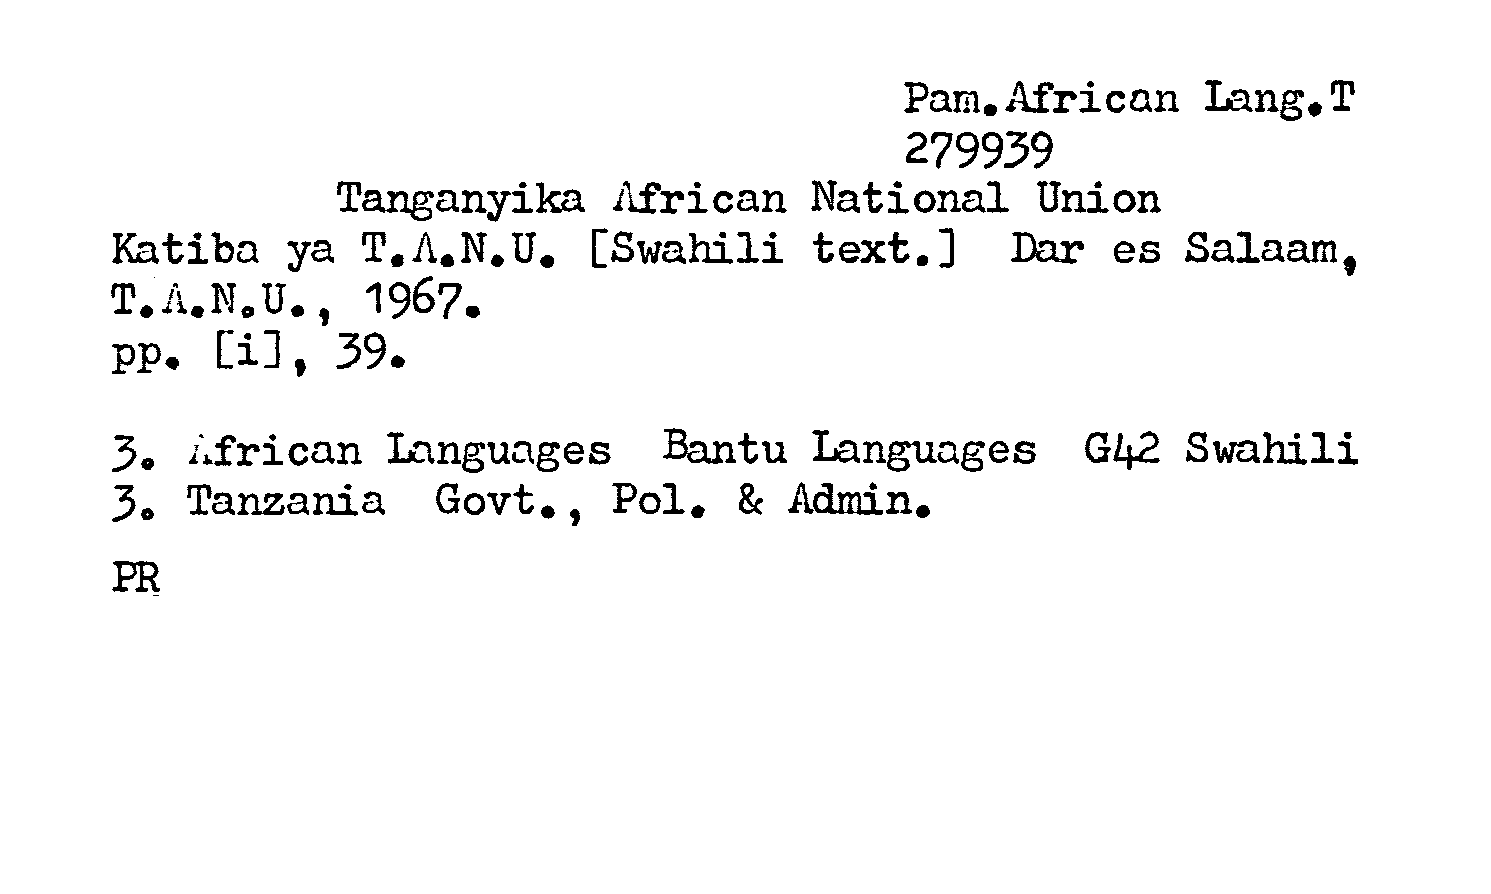 Pam.African Lang.T
279939
Tanganyika African National Union
Katiba ya T.A.N.U. [Swahili text.] Dar es Salaam,
T.A.N.U., 1967.
pp. [i], 39.
3. African Languages Bantu Languages G42 Swahili
3. Tanzania Govt., Pol. & Admin.
PR